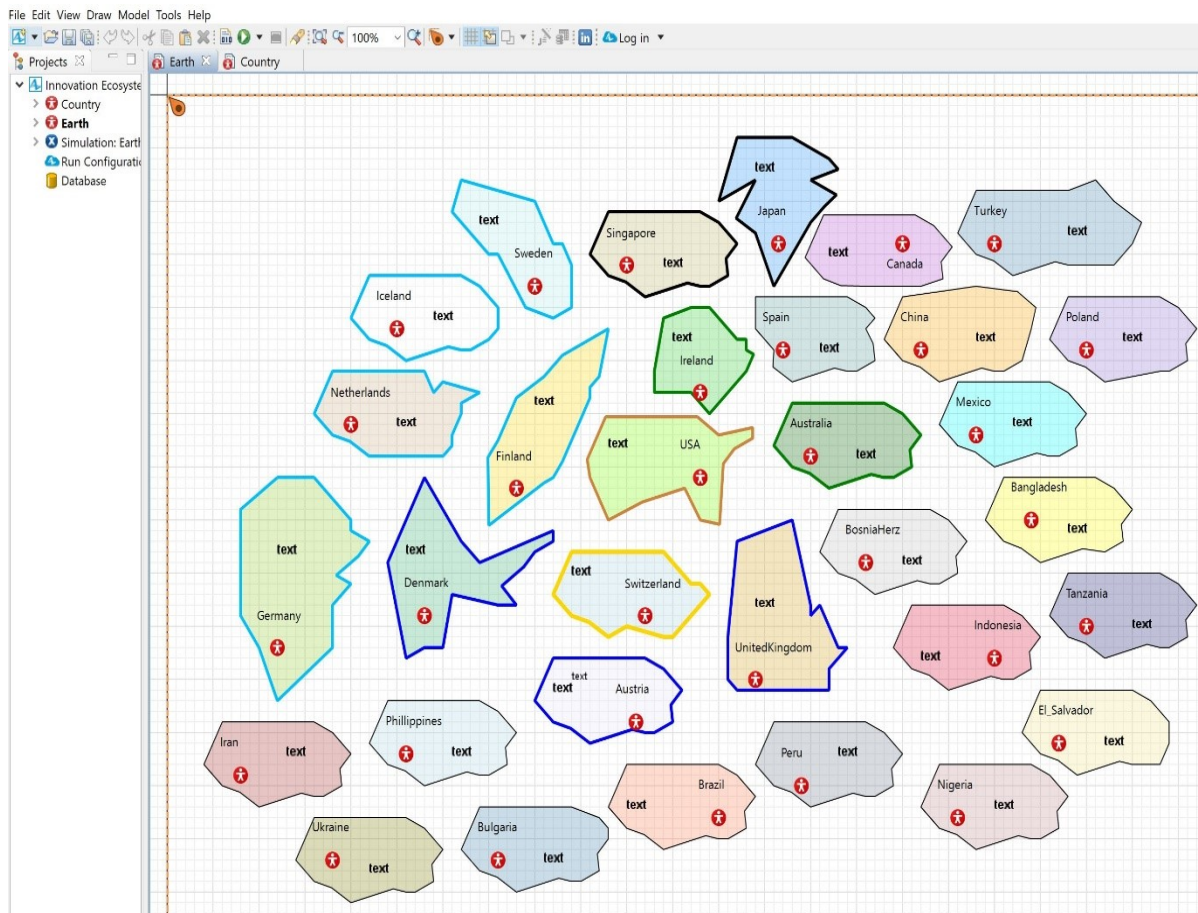 File Edit View Draw Model Tools Help
100%
Log in
Projects
Earth
Country
Innovation Ecosyste
Country
Earth
Simulation: Earth
Run Configuratio
Database
text
Japan
text
Sweden
Singapore
text
text
Canada
Turkey
text
Iceland
text
text
Ireland
Spain
text
China
text
Poland
text
Netherlands
text
text
Finland
text
USA
Australia
text
Mexico
text
Bangladesh
text
text
Germany
text
Denmark
text
Switzerland
text
UnitedKingdom
BosniaHerz
text
Indonesia
text
Tanzania
text
text
text
Austria
El_Salvador
text
Iran
text
Phillippines
text
Peru
text
Brazil
text
Nigeria
text
Ukraine
text
Bulgaria
text